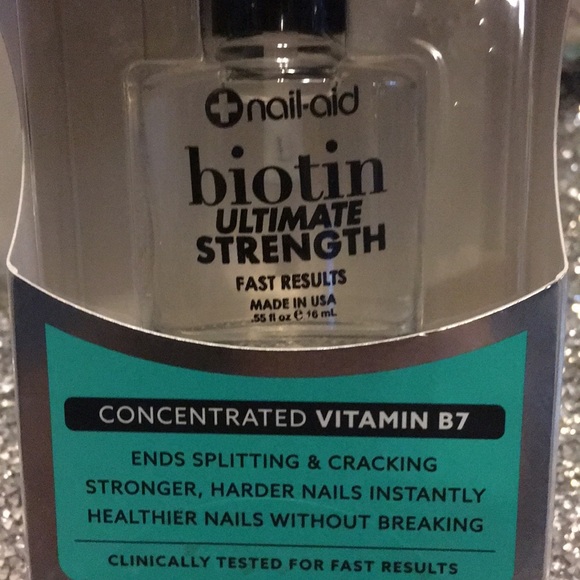 nail-aid
biotin
ULTIMATE
STRENGTH
FAST RESULTS
MADE IN USA
.55 fl oz ℮ 16 mL
CONCENTRATED VITAMIN B7
ENDS SPLITTING & CRACKING
STRONGER, HARDER NAILS INSTANTLY
HEALTHIER NAILS WITHOUT BREAKING
CLINICALLY TESTED FOR FAST RESULTS